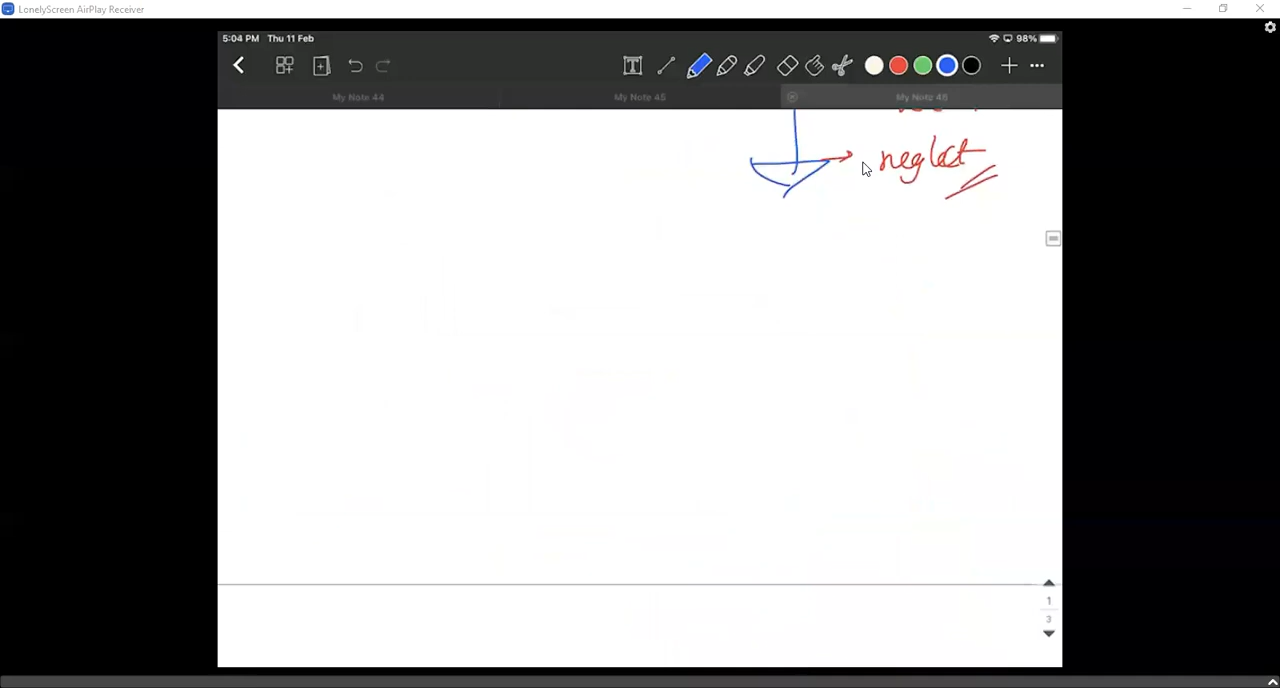 LonelyScreen AirPlay Receiver
5:04 PM Thu 11 Feb
98%
T
My Note 44
My Note 45
My Note 46
neglect
1
3